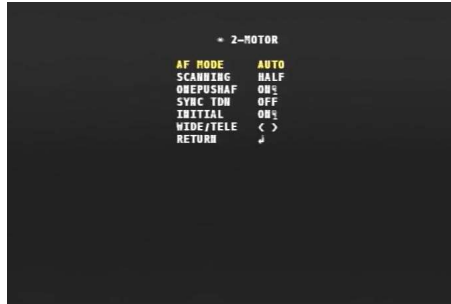 * 2-MOTOR
AF MODE AUTO
SCANNING HALF
ONEPUSHAF ON↵
SYNC TDN OFF
INITIAL ON↵
WIDE/TELE < >
RETURN ↵